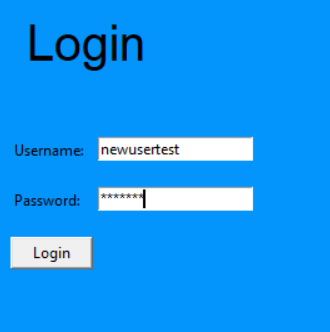 Login
Username: newusertest
Password: *******
Login